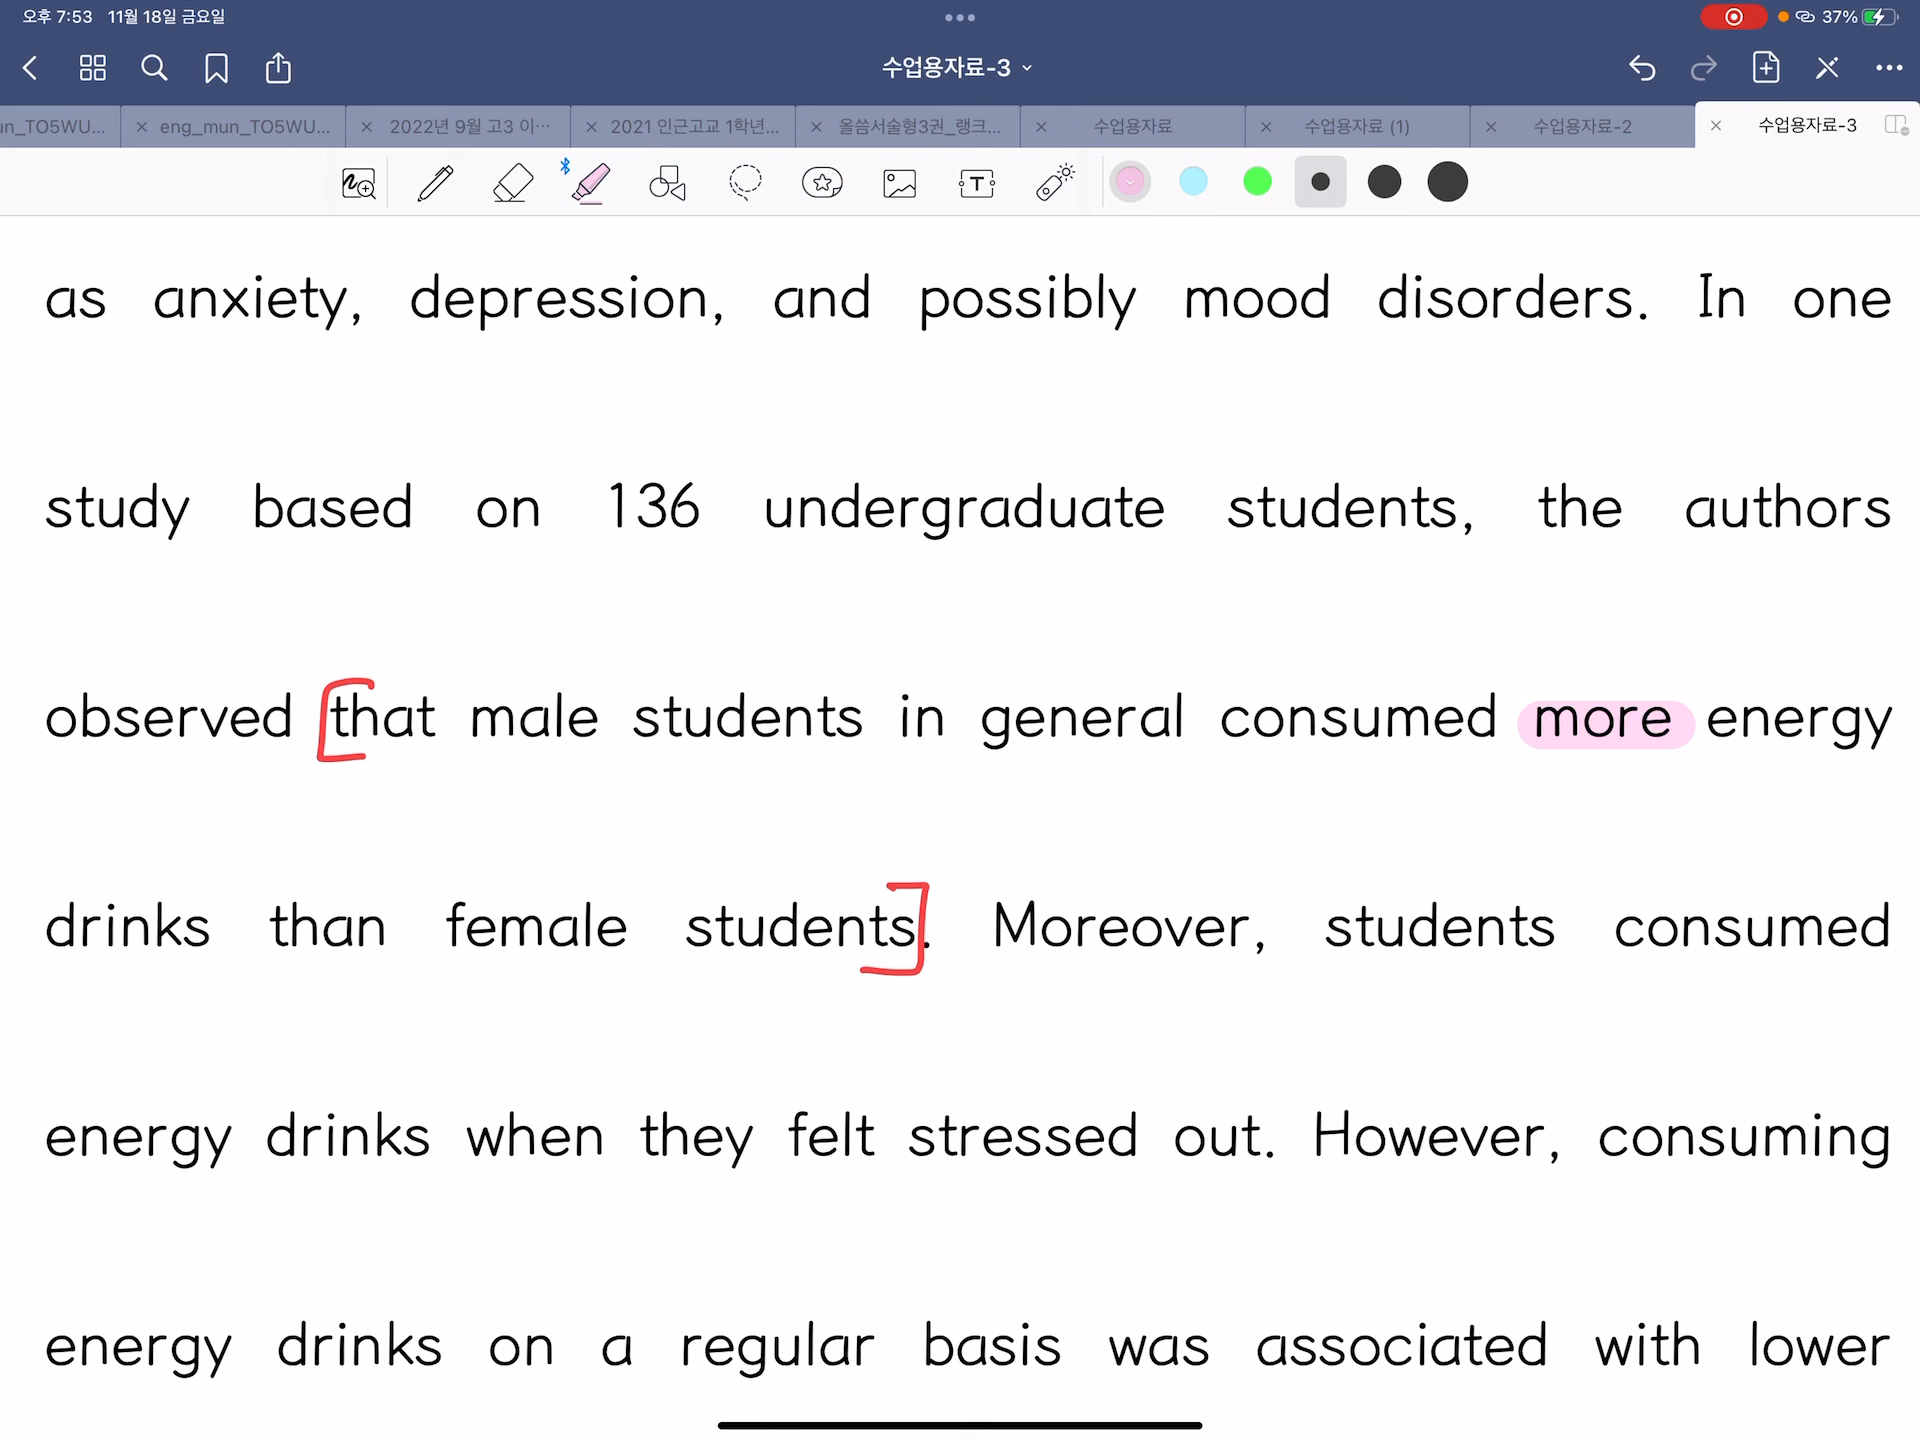 오후 7:53 11월 18일 금요일
37%
수업용자료-3
un_TO5WU...
eng_mun_TO5WU...
2022년 9월 고3 이...
2021 인근고교 1학년...
올씀서술형3권_랭크...
수업용자료
수업용자료 (1)
수업용자료-2
수업용자료-3
as anxiety, depression, and possibly mood disorders. In one
study based on 136 undergraduate students, the authors
observed [that male students in general consumed more energy
drinks than female students]. Moreover, students consumed
energy drinks when they felt stressed out. However, consuming
energy drinks on a regular basis was associated with lower